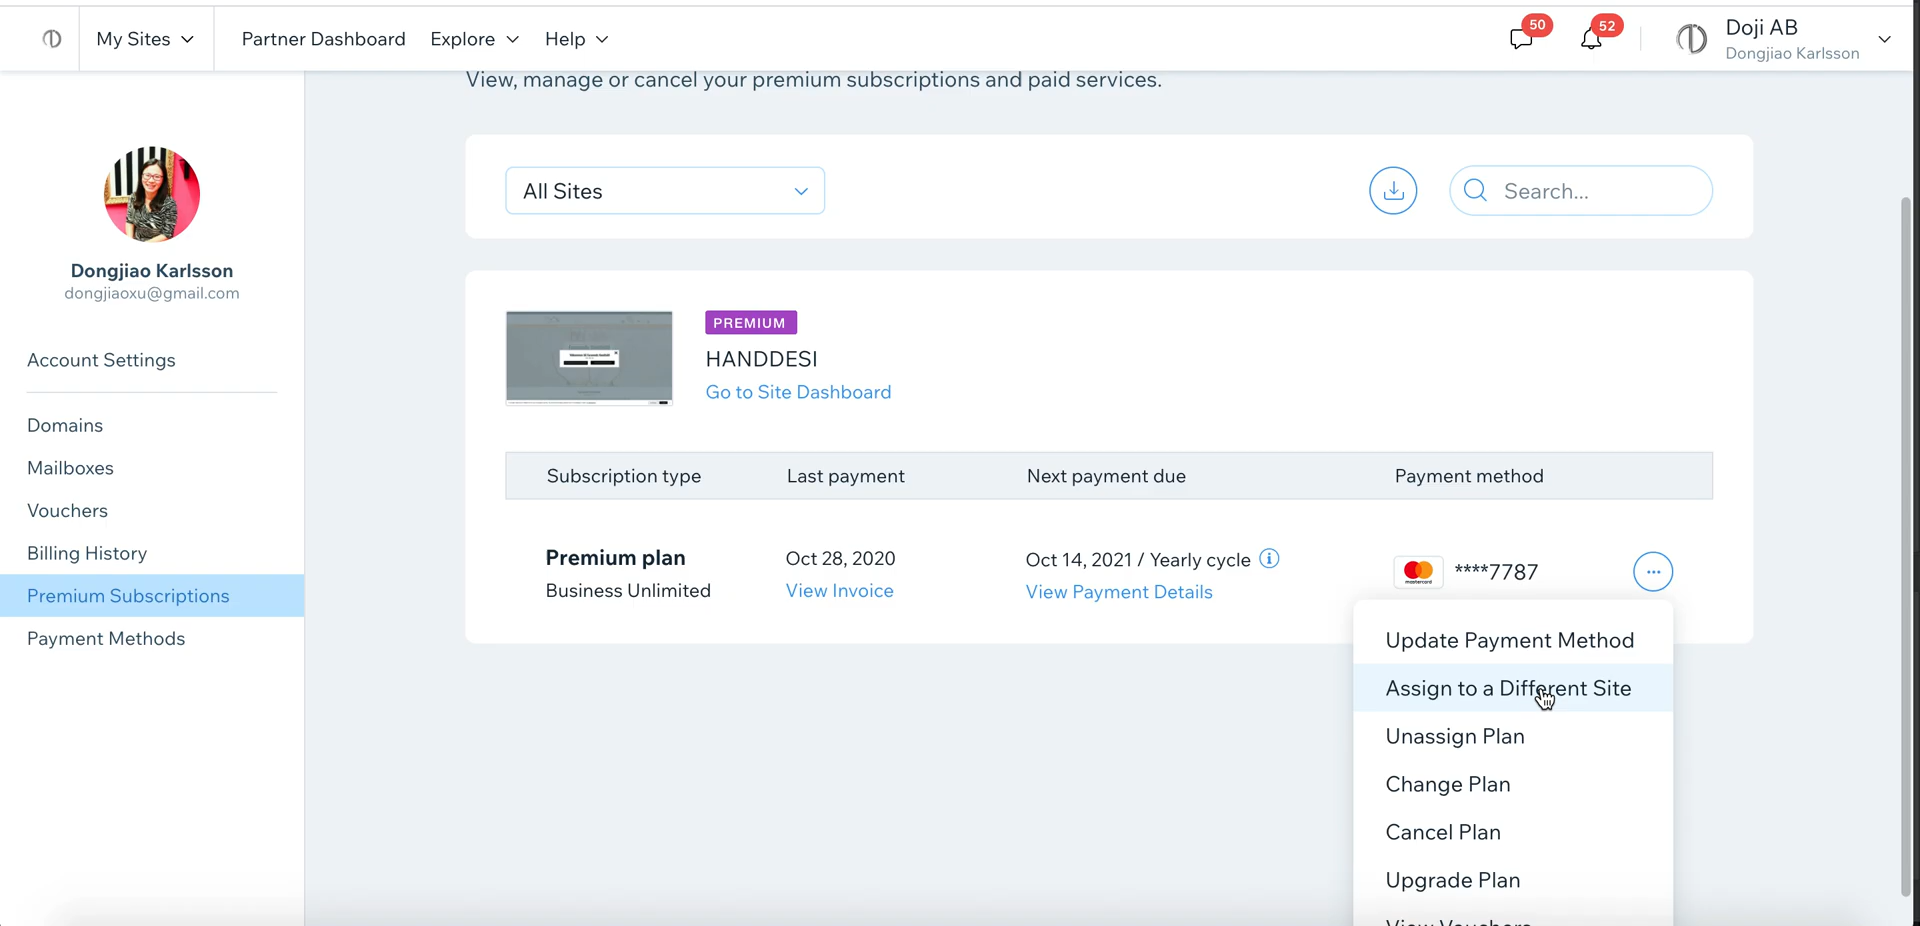 My Sites
Partner Dashboard
Explore
Help
50
52
Doji AB
Dongjiao Karlsson
View, manage or cancel your premium subscriptions and paid services.
Dongjiao Karlsson
dongjiaoxu@gmail.com
Account Settings
Domains
Mailboxes
Vouchers
Billing History
Premium Subscriptions
Payment Methods
All Sites
Search...
PREMIUM
HANDDESI
Go to Site Dashboard
Subscription type Last payment Next payment due Payment method
Premium plan Oct 28, 2020 Oct 14, 2021 / Yearly cycle
mastercard ****7787
Business Unlimited View Invoice View Payment Details
Update Payment Method
Assign to a Different Site
Unassign Plan
Change Plan
Cancel Plan
Upgrade Plan
View Vouchers